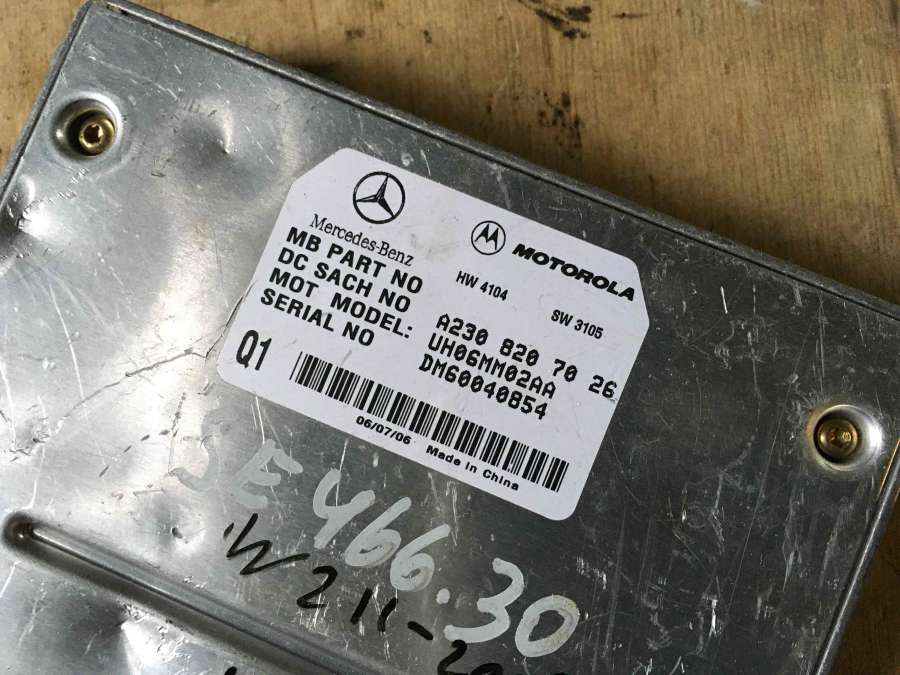 Mercedes-Benz
MOTOROLA
MB PART NO
HW 4104
SW 3105
DC SACH NO
A230 820 70 26
MOT MODEL:
UH06MM02AA
SERIAL NO
DM60040854
Q1
06/07/06
Made in China
466.30
W211-